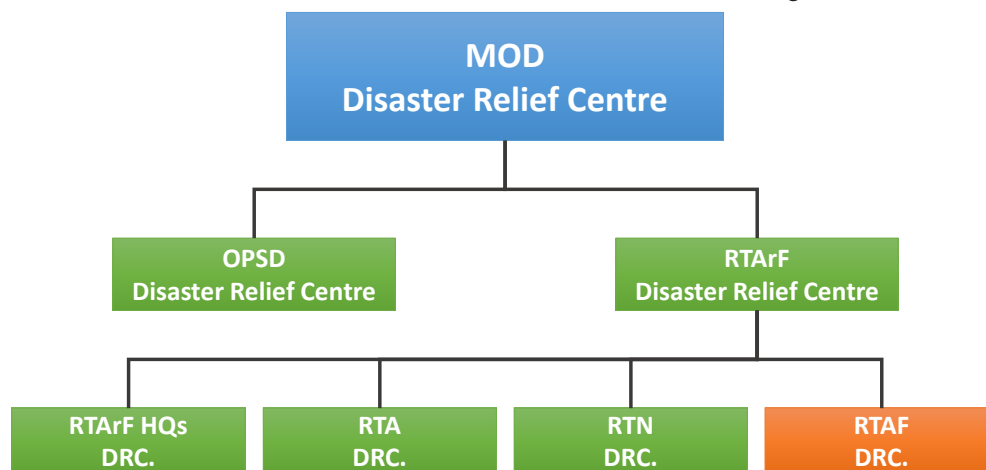 MOD
Disaster Relief Centre
OPSD
Disaster Relief Centre
RTArF
Disaster Relief Centre
RTArF HQs
DRC.
RTA
DRC.
RTN
DRC.
RTAF
DRC.